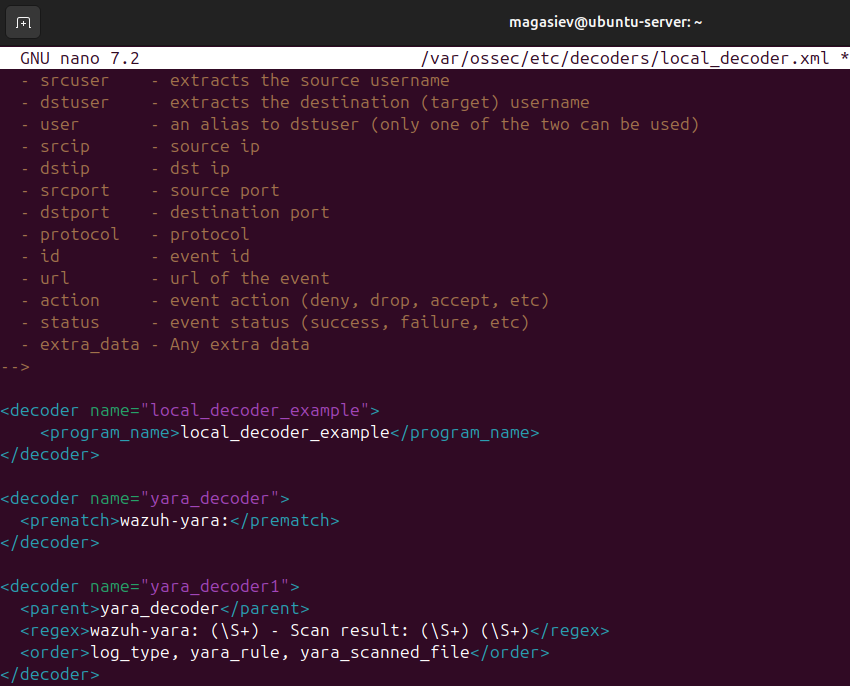 magasiev@ubuntu-server: ~
GNU nano 7.2 /var/ossec/etc/decoders/local_decoder.xml *
- srcuser - extracts the source username
- dstuser - extracts the destination (target) username
- user - an alias to dstuser (only one of the two can be used)
- srcip - source ip
- dstip - dst ip
- srcport - source port
- dstport - destination port
- protocol - protocol
- id - event id
- url - url of the event
- action - event action (deny, drop, accept, etc)
- status - event status (success, failure, etc)
- extra_data - Any extra data
-->
<decoder name="local_decoder_example">
<program_name>local_decoder_example</program_name>
</decoder>
<decoder name="yara_decoder">
<prematch>wazuh-yara:</prematch>
</decoder>
<decoder name="yara_decoder1">
<parent>yara_decoder</parent>
<regex>wazuh-yara: (\S+) - Scan result: (\S+) (\S+)</regex>
<order>log_type, yara_rule, yara_scanned_file</order>
</decoder>